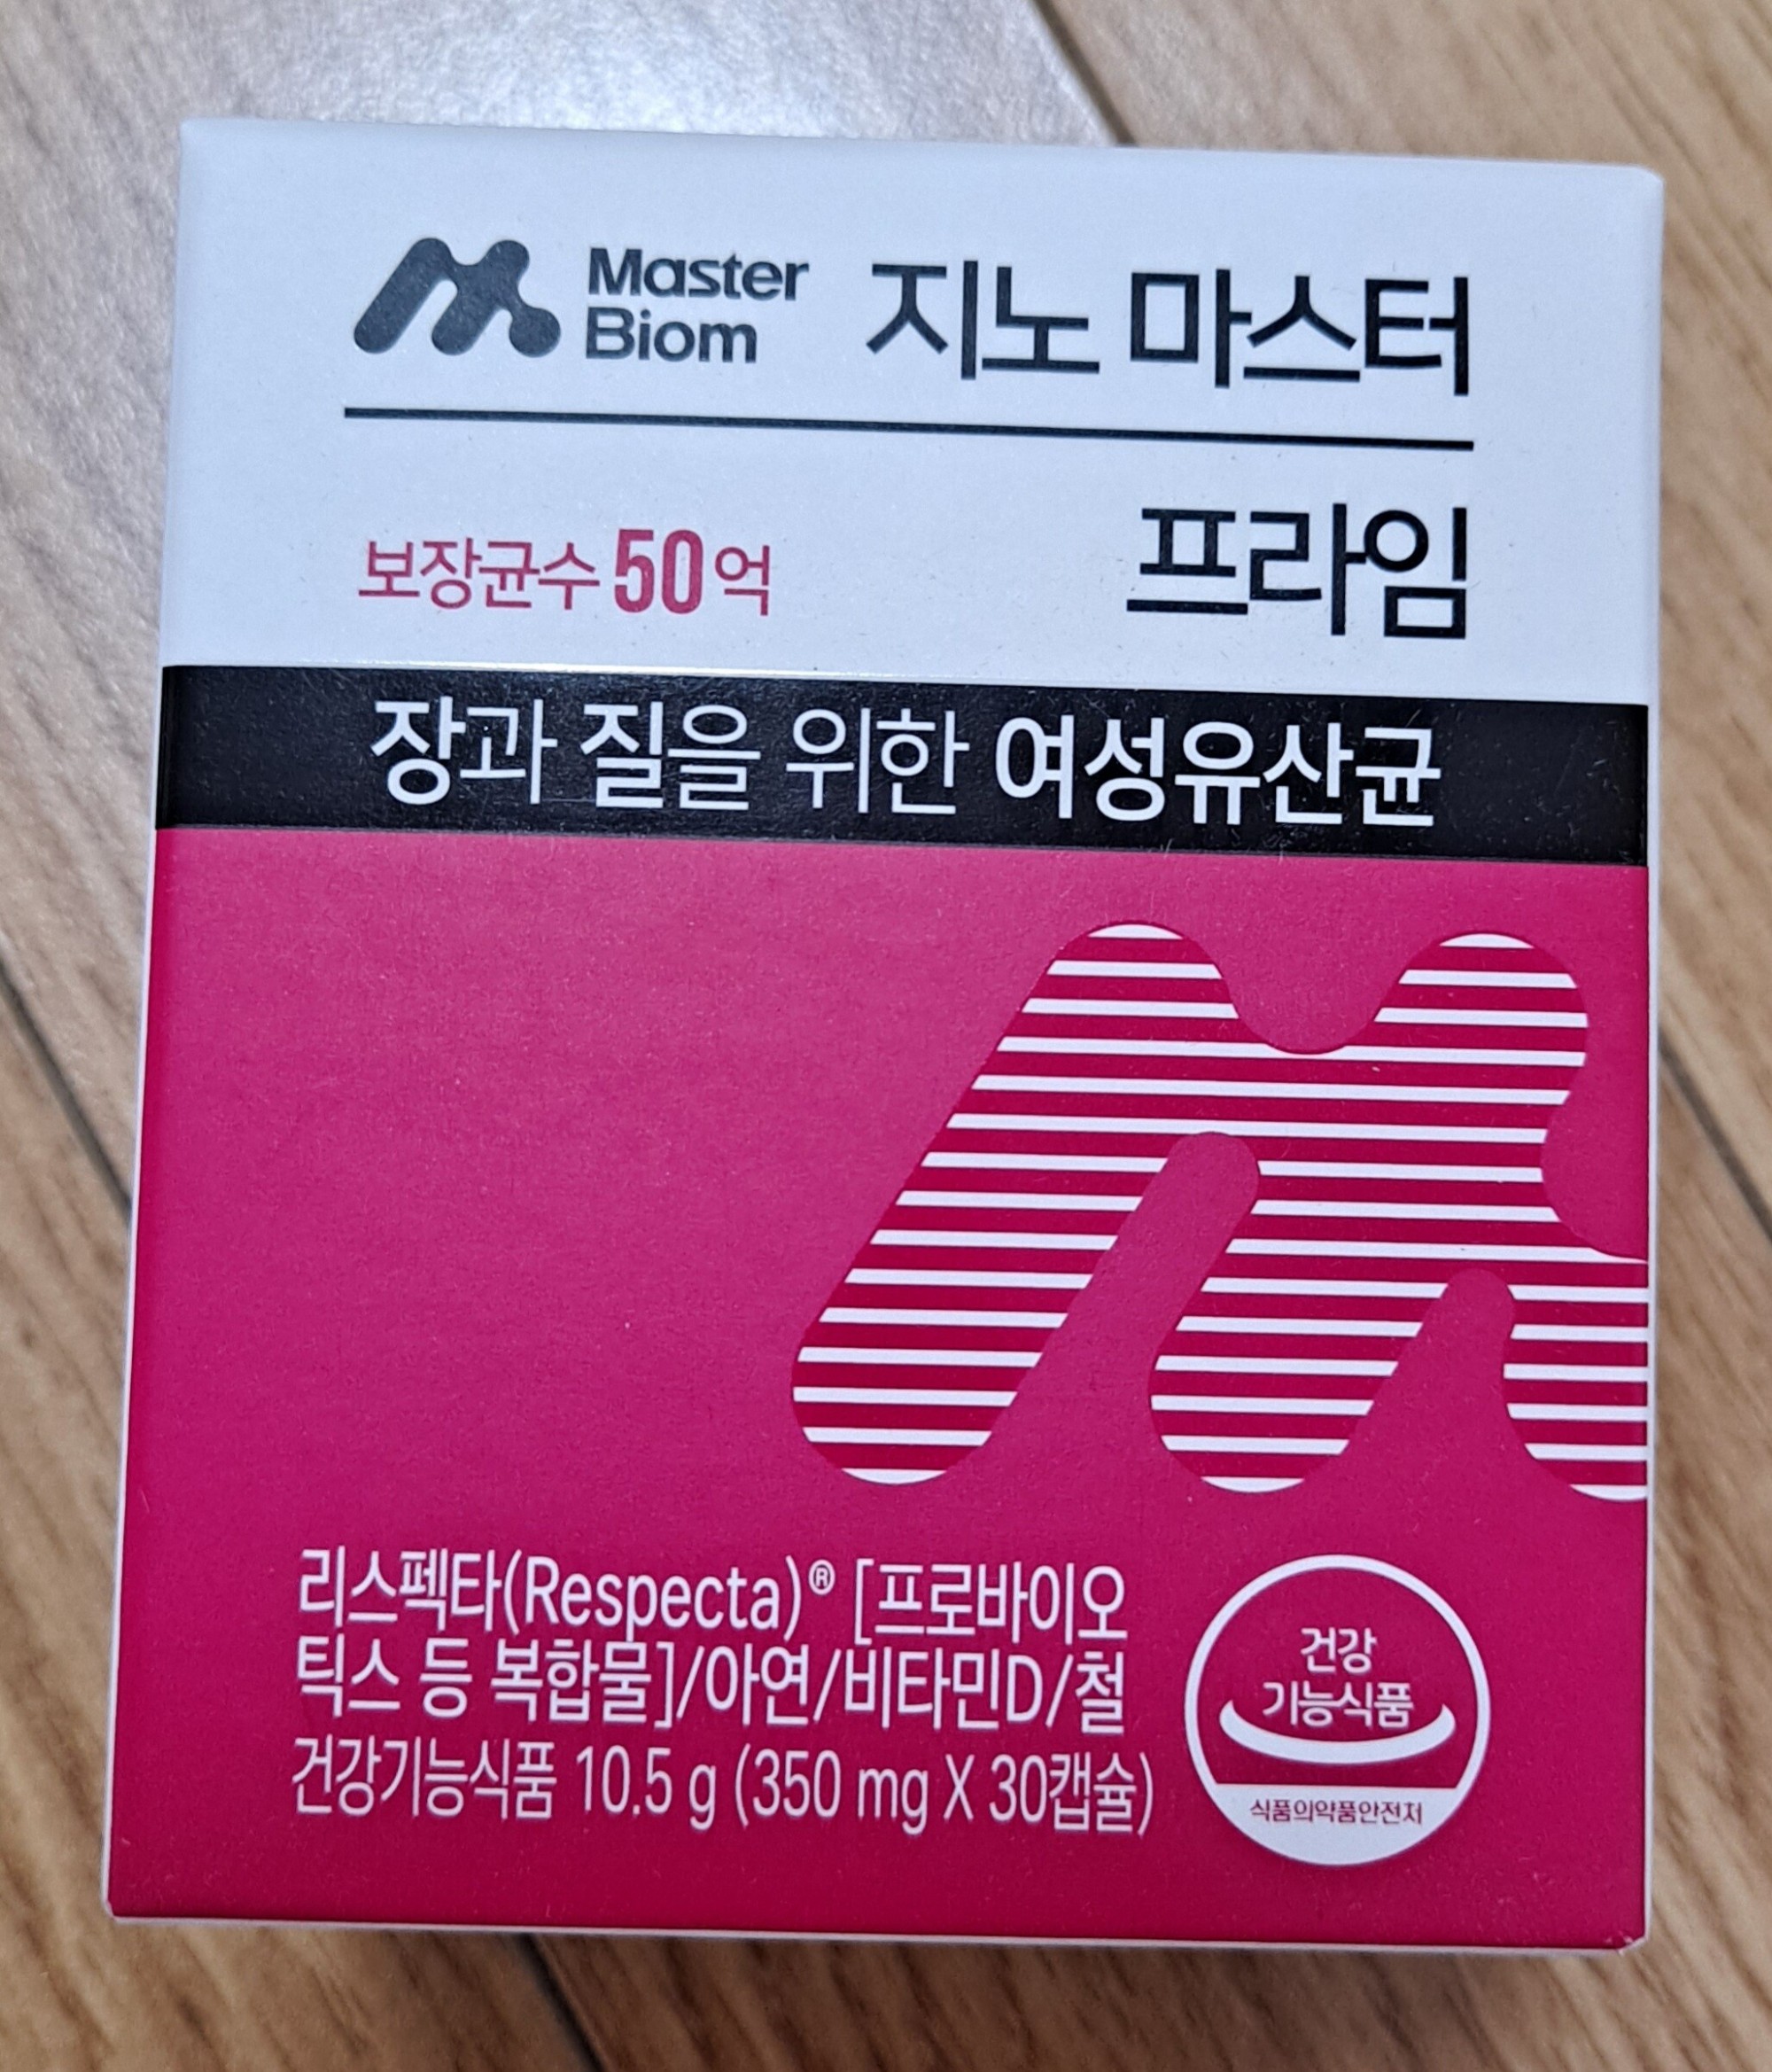 Master
Biom
지노 마스터
보장균수 50억
프라임
장과 질을 위한 여성유산균
리스펙타(Respecta)® [프로바이오
틱스 등 복합물]/아연/비타민D/철
건강기능식품 10.5 g (350 mg X 30캡슐)
건강
기능식품
식품의약품안전처